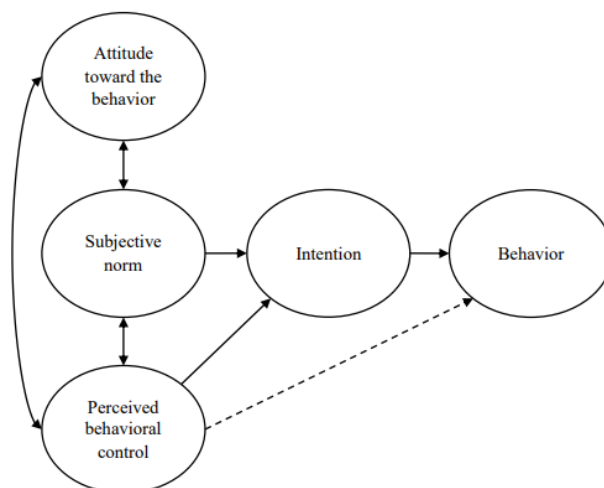 Attitude
toward the
behavior
Subjective
norm
Intention
Behavior
Perceived
behavioral
control